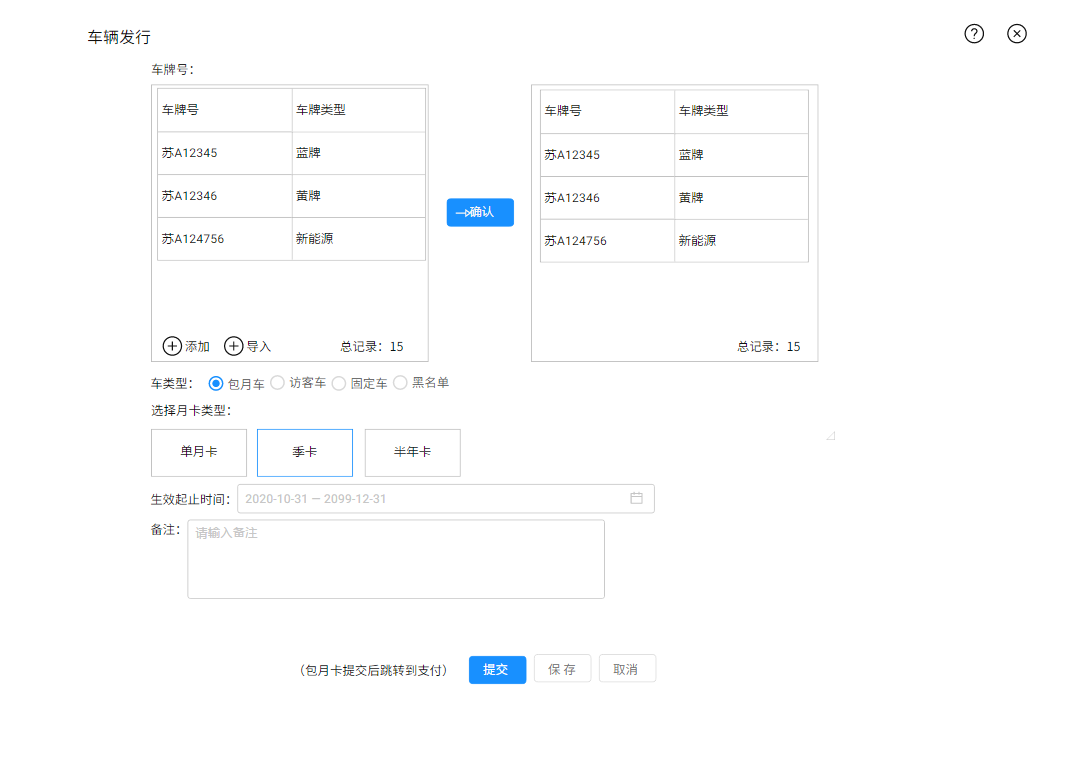 车辆发行
车牌号：
车牌号 车牌类型
苏A12345 蓝牌
苏A12346 黄牌
苏A124756 新能源
添加 导入 总记录：15
确认
车牌号 车牌类型
苏A12345 蓝牌
苏A12346 黄牌
苏A124756 新能源
总记录：15
车类型： 包月车 访客车 固定车 黑名单
选择月卡类型：
单月卡 季卡 半年卡
生效起止时间： 2020-10-31 — 2099-12-31
备注： 请输入备注
（包月卡提交后跳转到支付） 提交 保存 取消